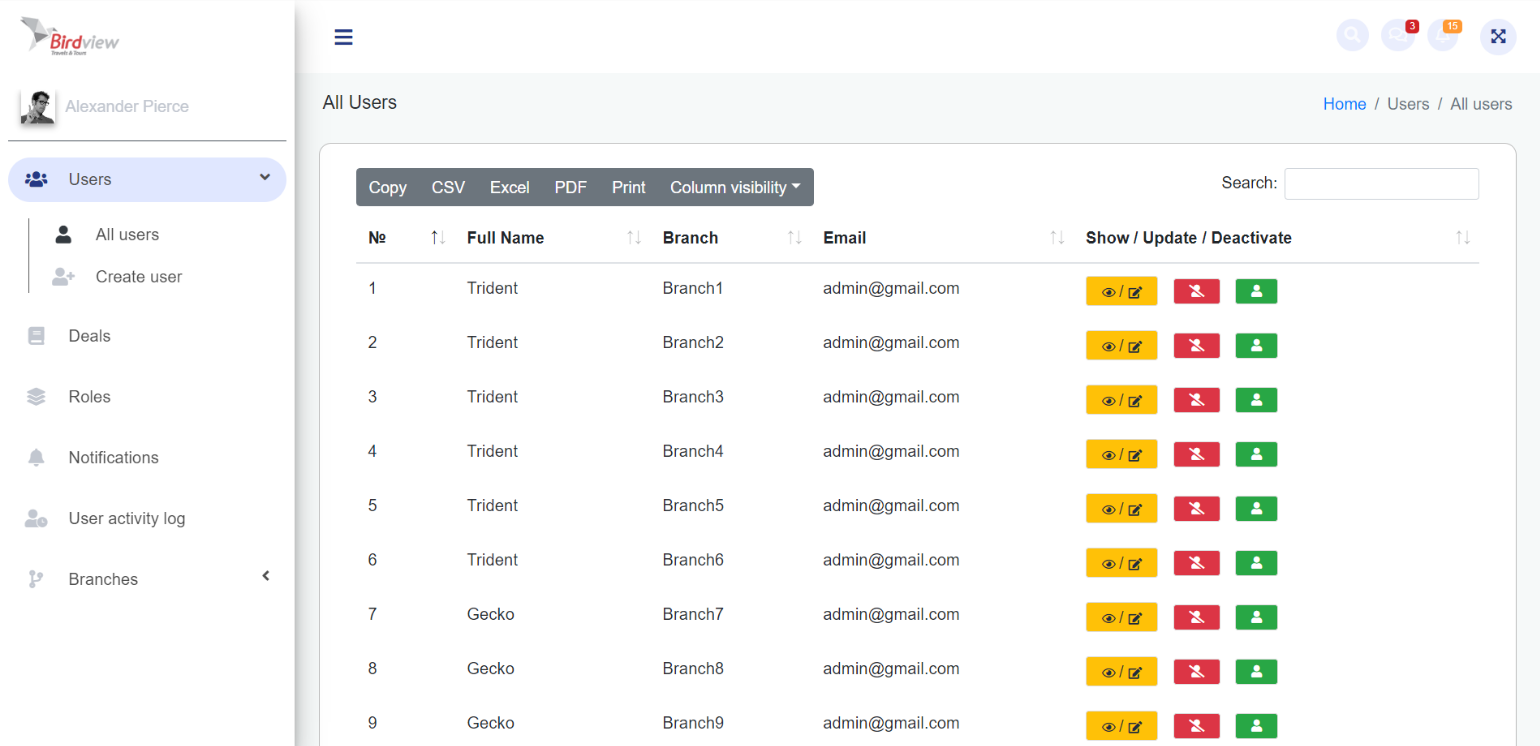 Birdview
Travels & Tours
Alexander Pierce
Users
All users
Create user
Deals
Roles
Notifications
User activity log
Branches
3
15
All Users
Home / Users / All users
Copy CSV Excel PDF Print Column visibility
Search:
№ Full Name Branch Email Show / Update / Deactivate
1 Trident Branch1 admin@gmail.com /
2 Trident Branch2 admin@gmail.com /
3 Trident Branch3 admin@gmail.com /
4 Trident Branch4 admin@gmail.com /
5 Trident Branch5 admin@gmail.com /
6 Trident Branch6 admin@gmail.com /
7 Gecko Branch7 admin@gmail.com /
8 Gecko Branch8 admin@gmail.com /
9 Gecko Branch9 admin@gmail.com /